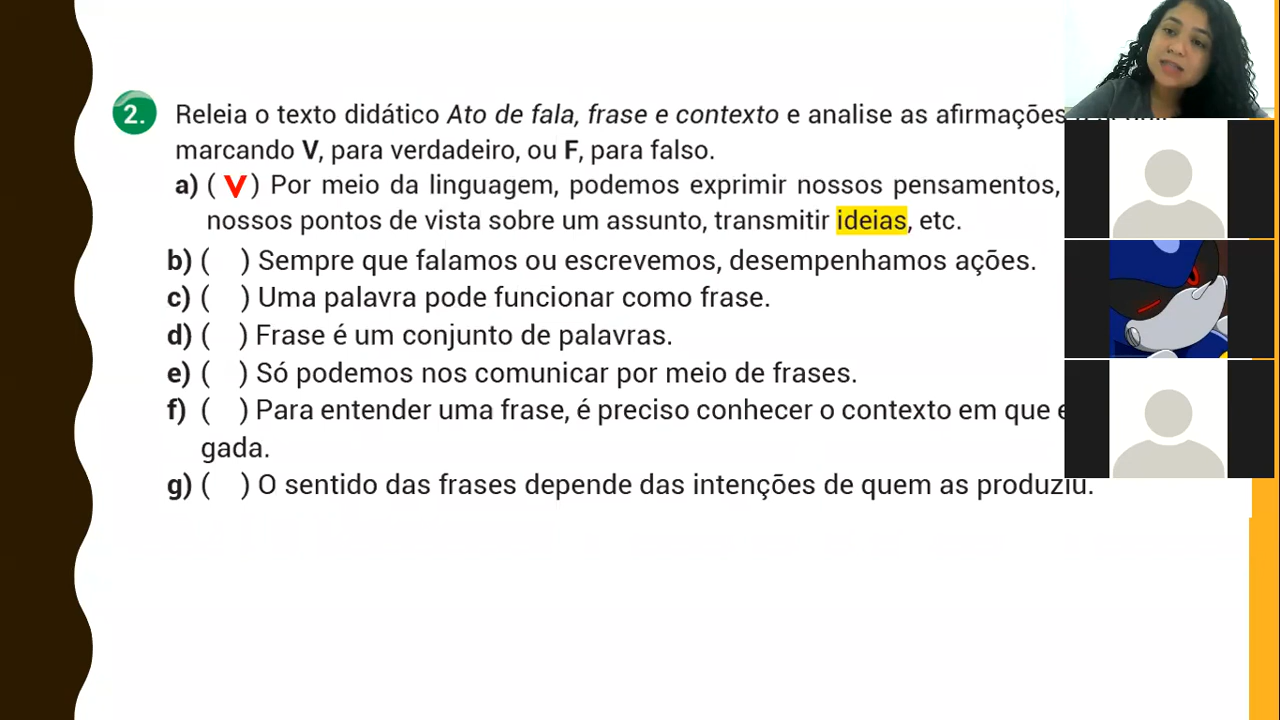 2. Releia o texto didático Ato de fala, frase e contexto e analise as afirmações
marcando V, para verdadeiro, ou F, para falso.
a) ( V ) Por meio da linguagem, podemos exprimir nossos pensamentos,
nossos pontos de vista sobre um assunto, transmitir ideias, etc.
b) ( ) Sempre que falamos ou escrevemos, desempenhamos ações.
c) ( ) Uma palavra pode funcionar como frase.
d) ( ) Frase é um conjunto de palavras.
e) ( ) Só podemos nos comunicar por meio de frases.
f) ( ) Para entender uma frase, é preciso conhecer o contexto em que
gada.
g) ( ) O sentido das frases depende das intenções de quem as produziu.